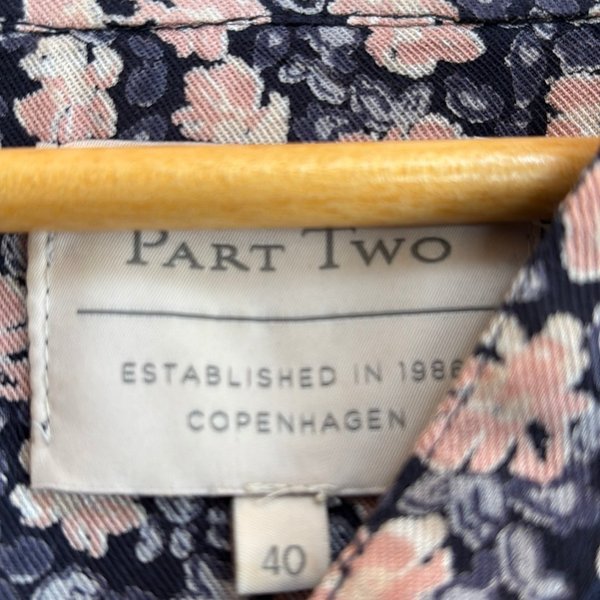 PART TWO
ESTABLISHED IN 1986
COPENHAGEN
40